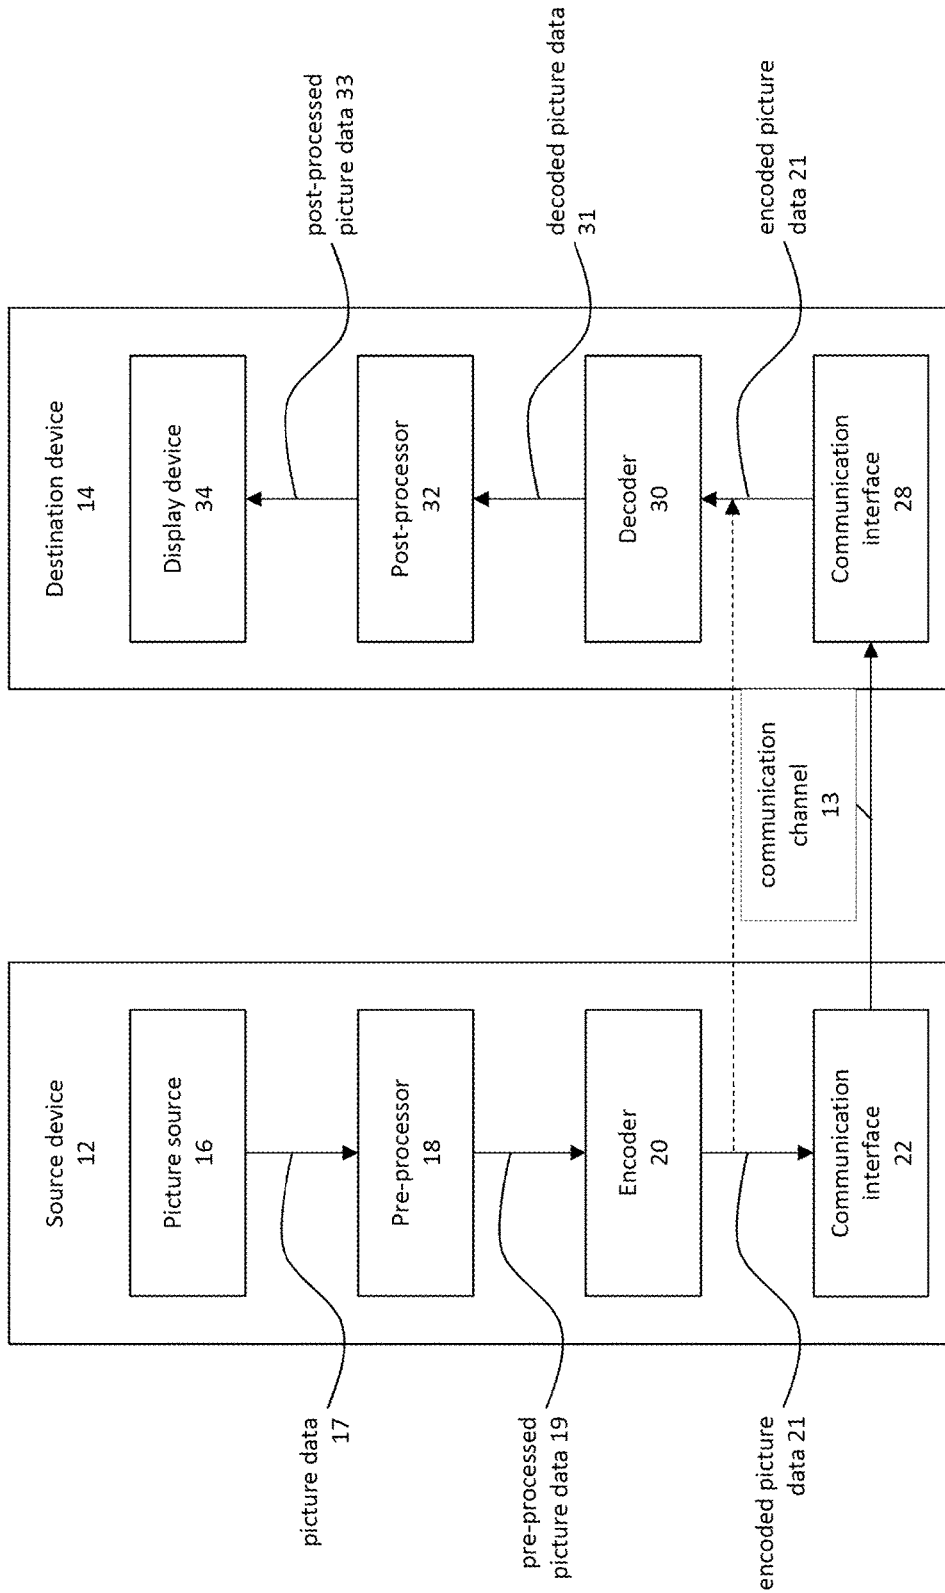 Source device
12
Picture source
16
picture data
17
Pre-processor
18
pre-processed
picture data 19
Encoder
20
encoded picture
data 21
Communication
interface
22
communication
channel
13
Destination device
14
Display device
34
post-processed
picture data 33
Post-processor
32
decoded picture data
31
Decoder
30
encoded picture
data 21
Communication
interface
28